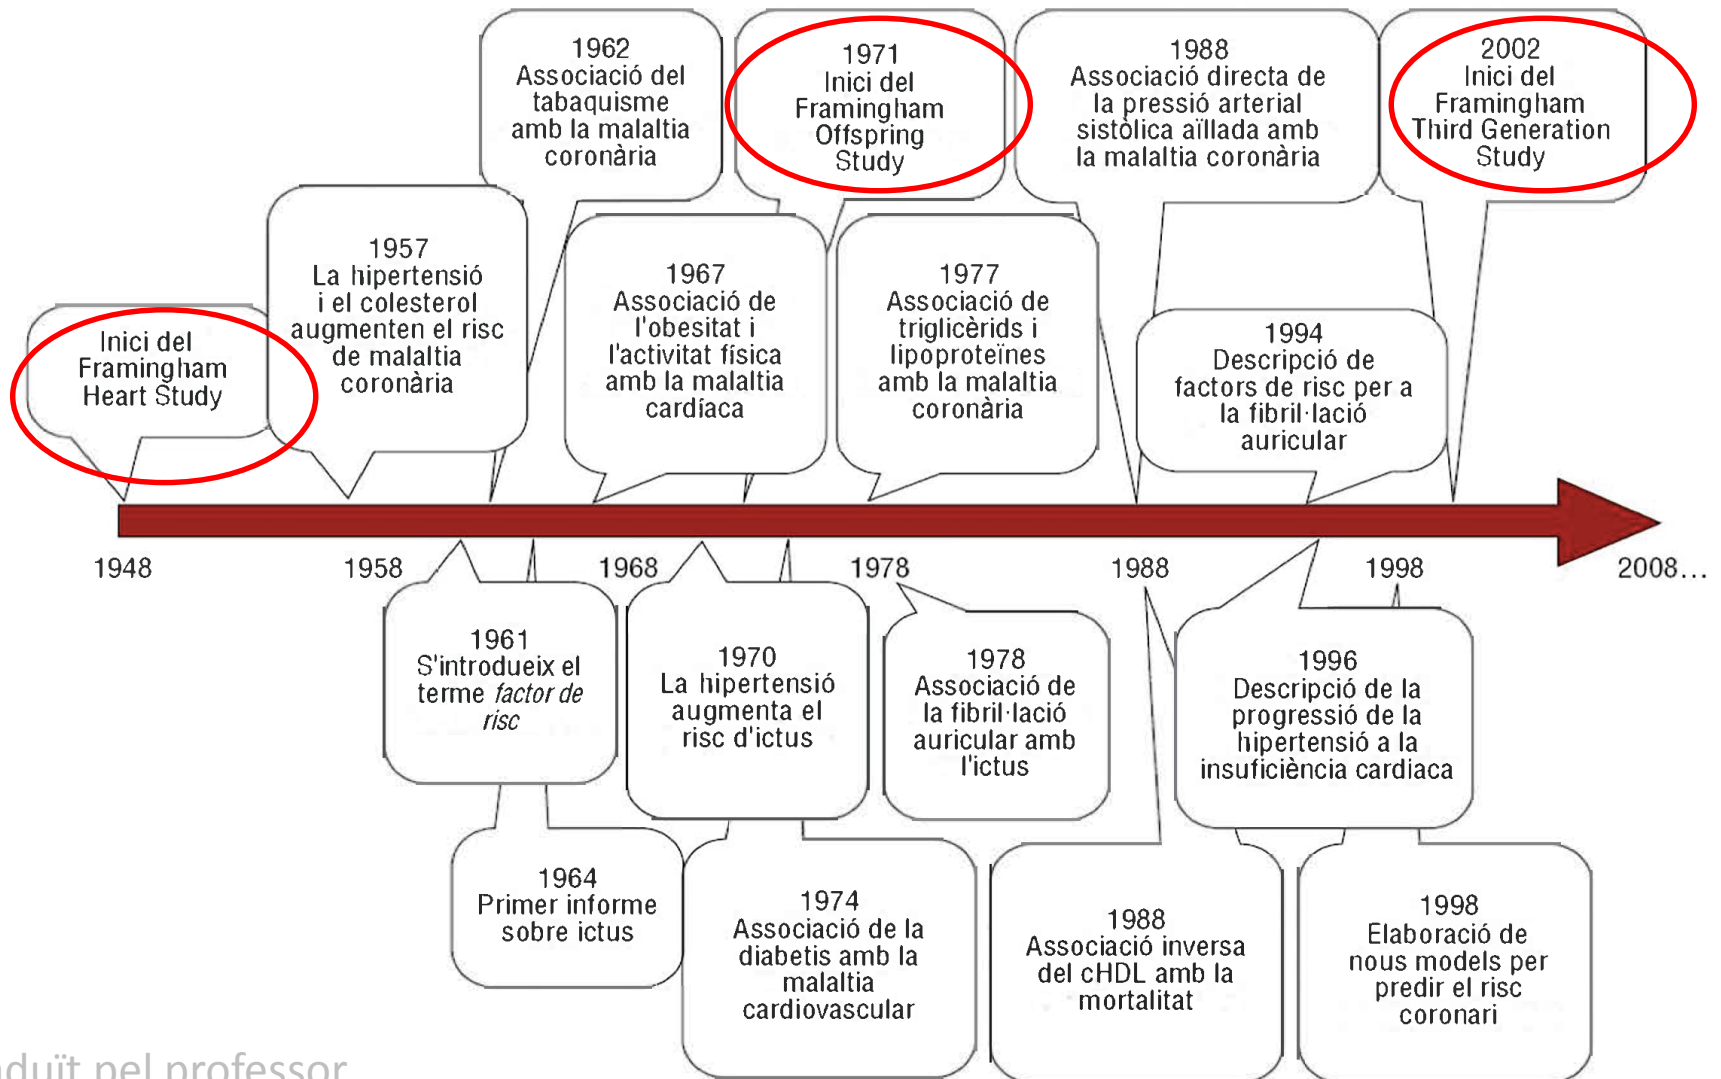 1962
Associació del
tabaquisme
amb la malaltia
coronària
1971
Inici del
Framingham
Offspring
Study
1988
Associació directa de
la pressió arterial
sistòlica aïllada amb
la malaltia coronària
2002
Inici del
Framingham
Third Generation
Study
Inici del
Framingham
Heart Study
1957
La hipertensió
i el colesterol
augmenten el risc
de malaltia
coronària
1967
Associació de
l'obesitat i
l'activitat física
amb la malaltia
cardíaca
1977
Associació de
triglicèrids i
lipoproteïnes
amb la malaltia
coronària
1994
Descripció de
factors de risc per a
la fibril·lació
auricular
1948
1958
1968
1978
1988
1998
2008...
1961
S'introdueix el
terme factor de
risc
1970
La hipertensió
augmenta el
risc d'ictus
1978
Associació de
la fibril·lació
auricular amb
l'ictus
1996
Descripció de la
progressió de la
hipertensió a la
insuficiència cardiaca
1964
Primer informe
sobre ictus
1974
Associació de la
diabetis amb la
malaltia
cardiovascular
1988
Associació inversa
del cHDL amb la
mortalitat
1998
Elaboració de
nous models per
predir el risc
coronari
pel professor